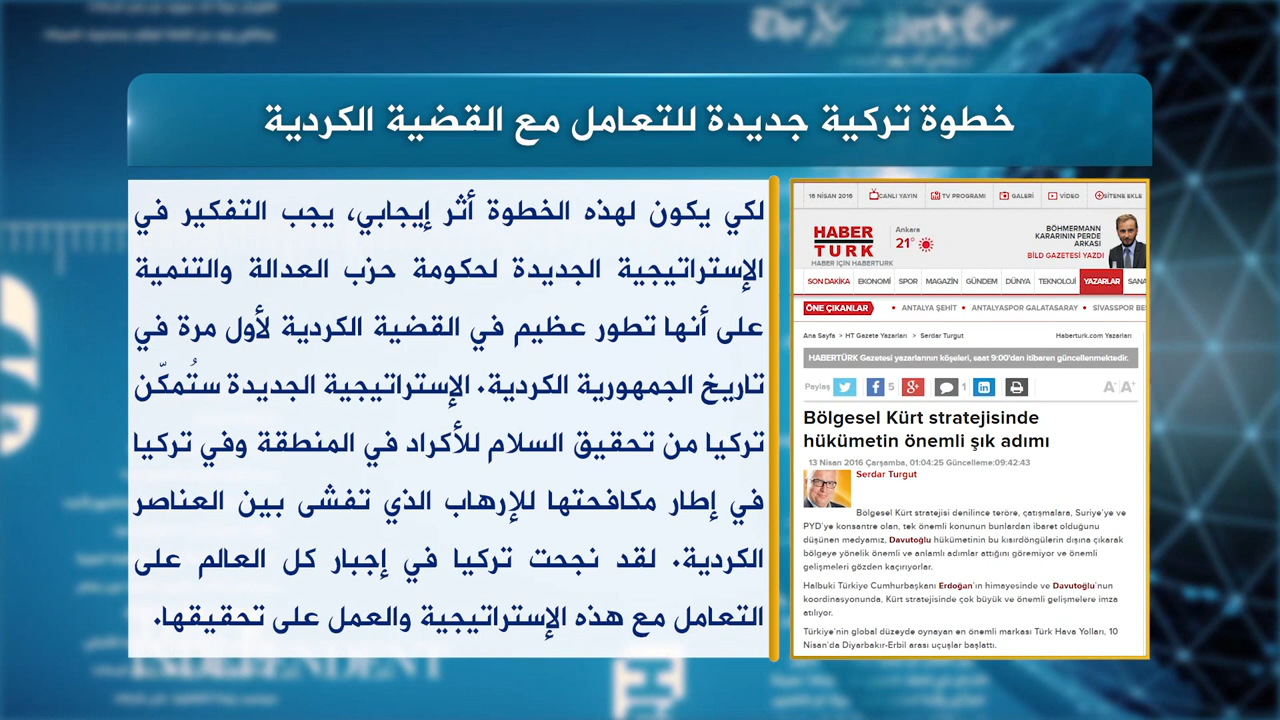 خطوة تركية جديدة للتعامل مع القضية الكردية
لكي يكون لهذه الخطوة أثر إيجابي، يجب التفكير في
الإستراتيجية الجديدة لحكومة حزب العدالة والتنمية
على أنها تطور عظيم في القضية الكردية لأول مرة في
تاريخ الجمهورية الكردية. الإستراتيجية الجديدة ستُمكّن
تركيا من تحقيق السلام للأكراد في المنطقة وفي تركيا
في إطار مكافحتها للإرهاب الذي تفشى بين العناصر
الكردية. لقد نجحت تركيا في إجبار كل العالم على
التعامل مع هذه الإستراتيجية والعمل على تحقيقها.
16 NİSAN 2016 CANLI YAYIN TV PROGRAMI GALERİ VİDEO SİTENE EKLE
HABER
TURK
HABER İÇİN HABERTURK
Ankara
21°
BÖHMERMANN
KARARININ PERDE
ARKASI
BILD GAZETESİ YAZDI
SON DAKİKA EKONOMİ SPOR MAGAZİN GÜNDEM DÜNYA TEKNOLOJİ YAZARLAR SANA
ÖNE ÇIKANLAR • ANTALYA ŞEHİT • ANTALYASPOR GALATASARAY • SİVASSPOR BE
Ana Sayfa > HT Gazete Yazarları > Serdar Turgut Haberturk.com Yazarları
HABERTÜRK Gazetesi yazarlarının köşeleri, saat 9:00'dan itibaren güncellenmektedir.
Paylaş 5 1 A- A+
Bölgesel Kürt stratejisinde
hükümetin önemli şık adımı
13 Nisan 2016 Çarşamba, 01:04:25 Güncelleme:09:42:43
Serdar Turgut
Bölgesel Kürt stratejisi denilince teröre, çatışmalara, Suriye'ye ve
PYD'ye konsantre olan, tek önemli konunun bunlardan ibaret olduğunu
düşünen medyamız, Davutoğlu hükümetinin bu kısırdöngülerin dışına çıkarak
bölgeye yönelik önemli ve anlamlı adımlar attığını göremiyor ve önemli
gelişmeleri gözden kaçırıyorlar.
Halbuki Türkiye Cumhurbaşkanı Erdoğan'ın himayesinde ve Davutoğlu'nun
koordinasyonunda, Kürt stratejisinde çok büyük ve önemli gelişmelere imza
atılıyor.
Türkiye'nin global düzeyde oynayan en önemli markası Türk Hava Yolları, 10
Nisan'da Diyarbakır-Erbil arası uçuşlar başlattı.
INDEPENDENT